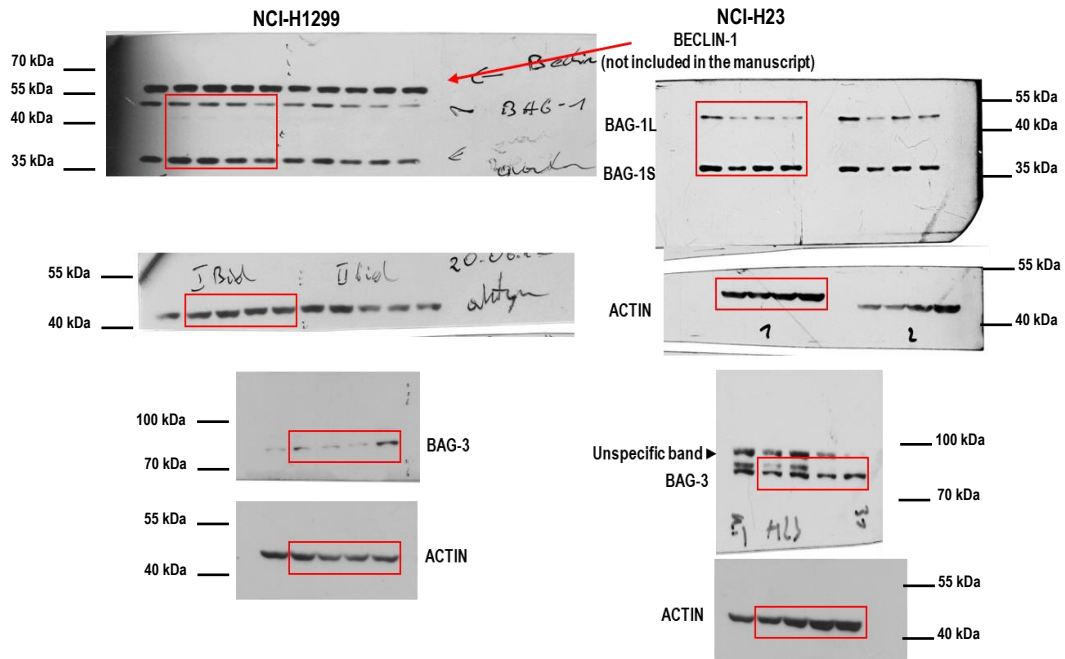 NCI-H1299
70 kDa
55 kDa
40 kDa
35 kDa
Beclin
BAG-1
NCI-H23
BECLIN-1
(not included in the manuscript)
BAG-1L
BAG-1S
55 kDa
40 kDa
35 kDa
55 kDa
40 kDa
I Biol
II Biol
ACTIN
1
2
55 kDa
40 kDa
100 kDa
70 kDa
BAG-3
55 kDa
40 kDa
ACTIN
Unspecific band
BAG-3
H23
100 kDa
70 kDa
ACTIN
55 kDa
40 kDa